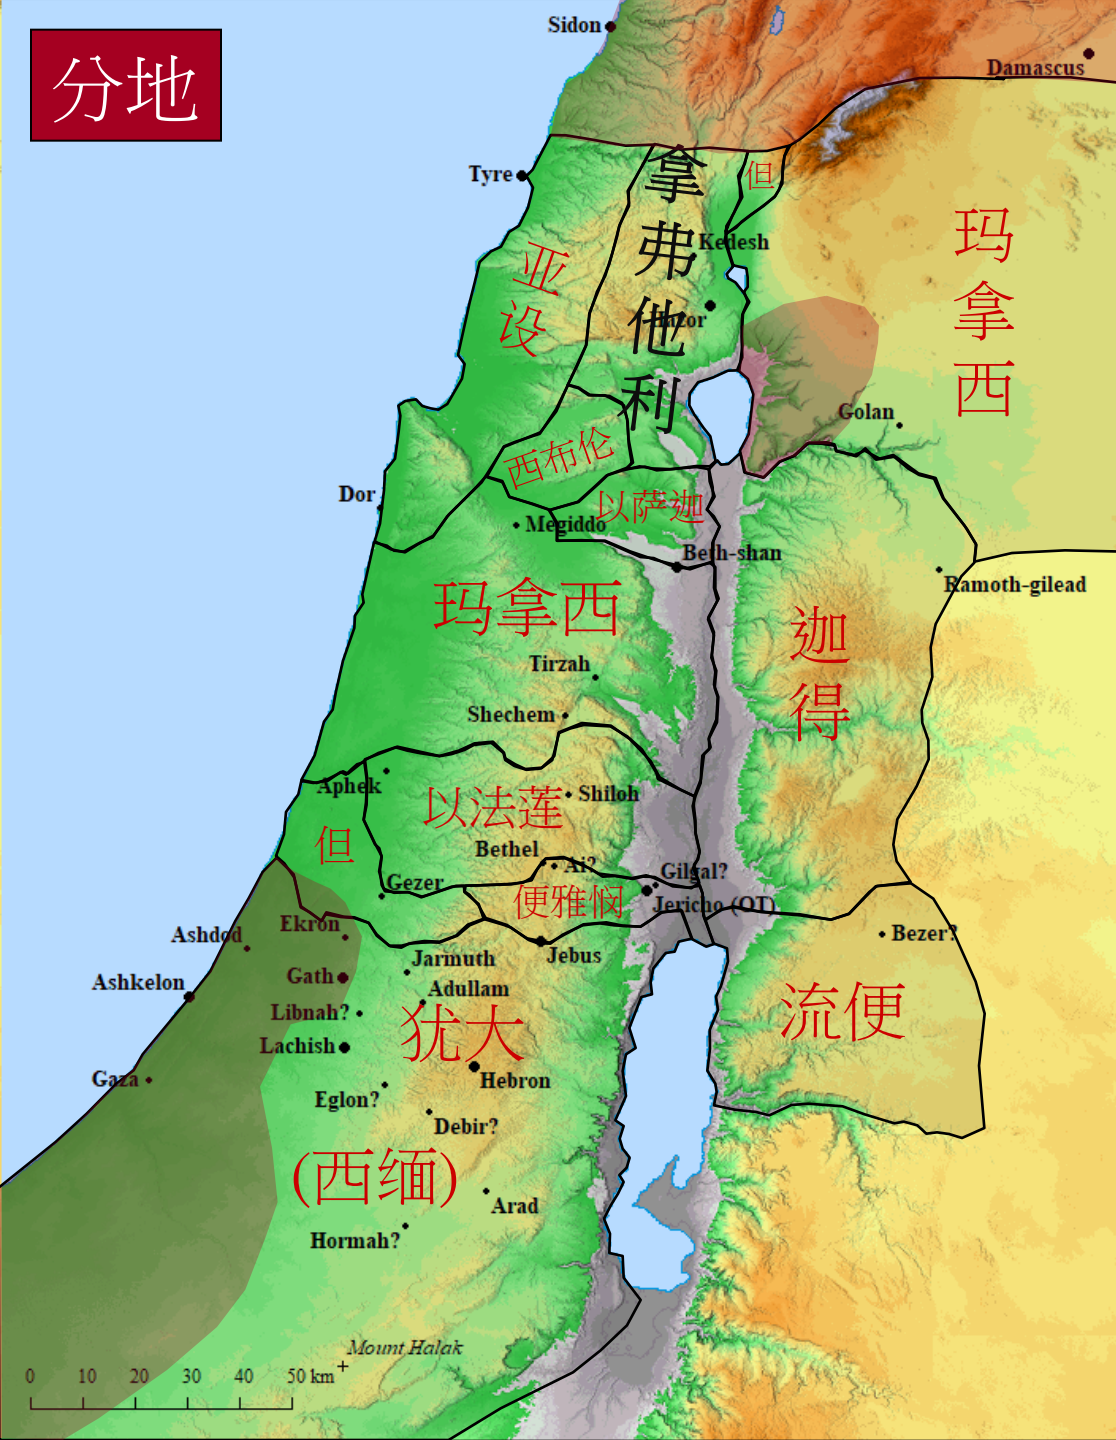 Sidon
Damascus
分地
Tyre
拿弗他利
但
Kedesh
玛拿西
亚设
Hazor
Golan
西布伦
Dor
以萨迦
Megiddo
Beth-shan
Ramoth-gilead
玛拿西
迦得
Tirzah
Shechem
Aphek
以法莲
Shiloh
但
Bethel
Ai?
Gilgal?
Gezer
便雅悯
Jericho (OT)
Ekron
Ashdod
Jebus
Bezer?
Jarmuth
Gath
Ashkelon
Adullam
Libnah?
流便
犹大
Lachish
Gaza
Hebron
Eglon?
Debir?
(西缅)
Arad
Hormah?
Mount Halak
0 10 20 30 40 50 km